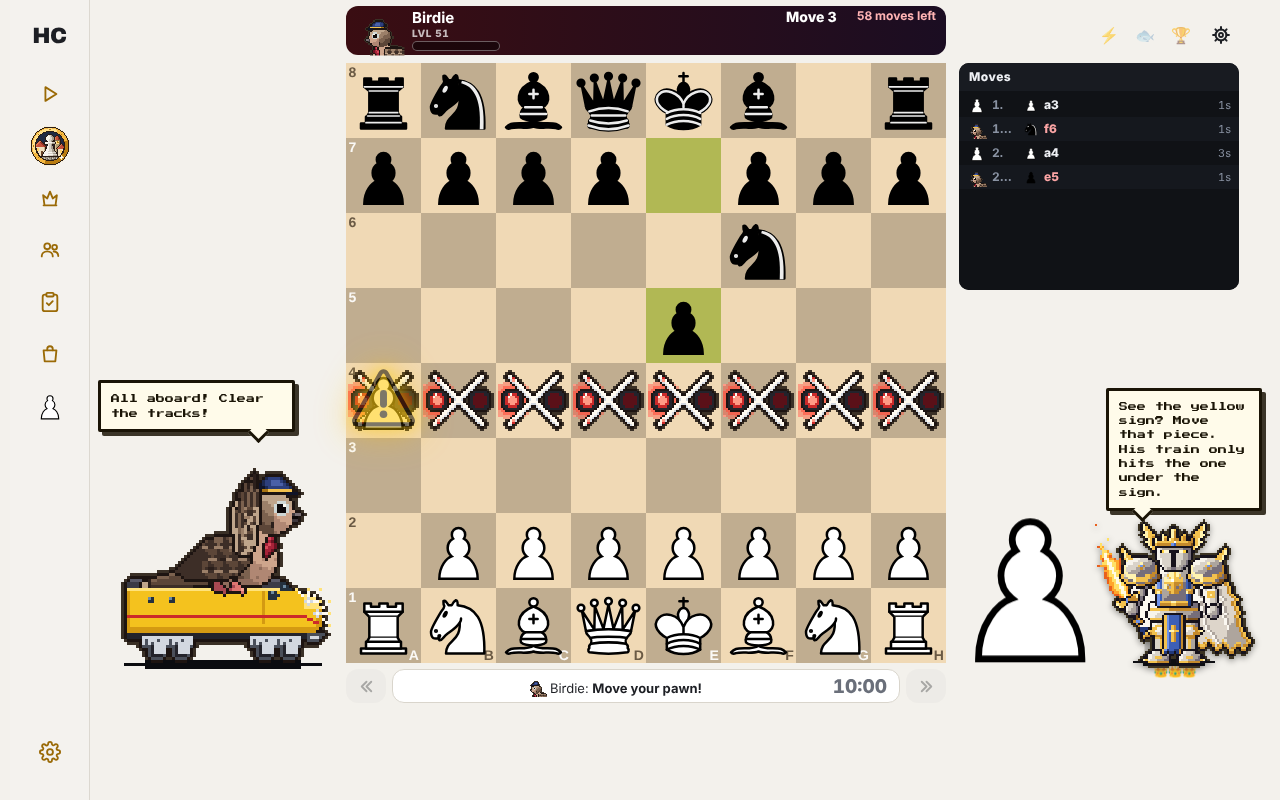 HC
Birdie
LVL 51
Move 3
58 moves left
Moves
1. a3 1s
1... f6 1s
2. a4 3s
2... e5 1s
8
7
6
5
4
3
2
1
A B C D E F G H
All aboard! Clear
the tracks!
See the yellow
sign? Move
that piece.
His train only
hits the one
under the
sign.
Birdie: Move your pawn!
10:00